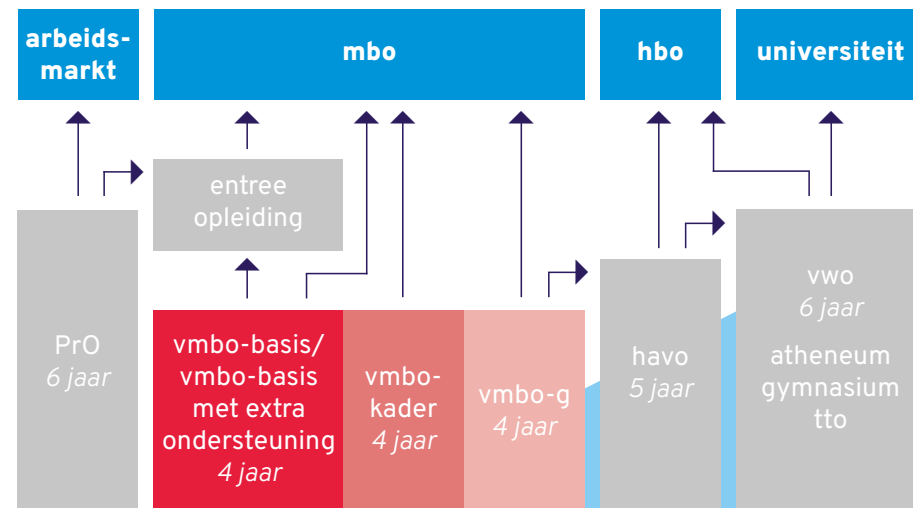 arbeids-
markt
mbo
hbo
universiteit
entree
opleiding
PrO
6 jaar
vmbo-basis/
vmbo-basis
met extra
ondersteuning
4 jaar
vmbo-
kader
4 jaar
vmbo-g
4 jaar
havo
5 jaar
vwo
6 jaar
atheneum
gymnasium
tto